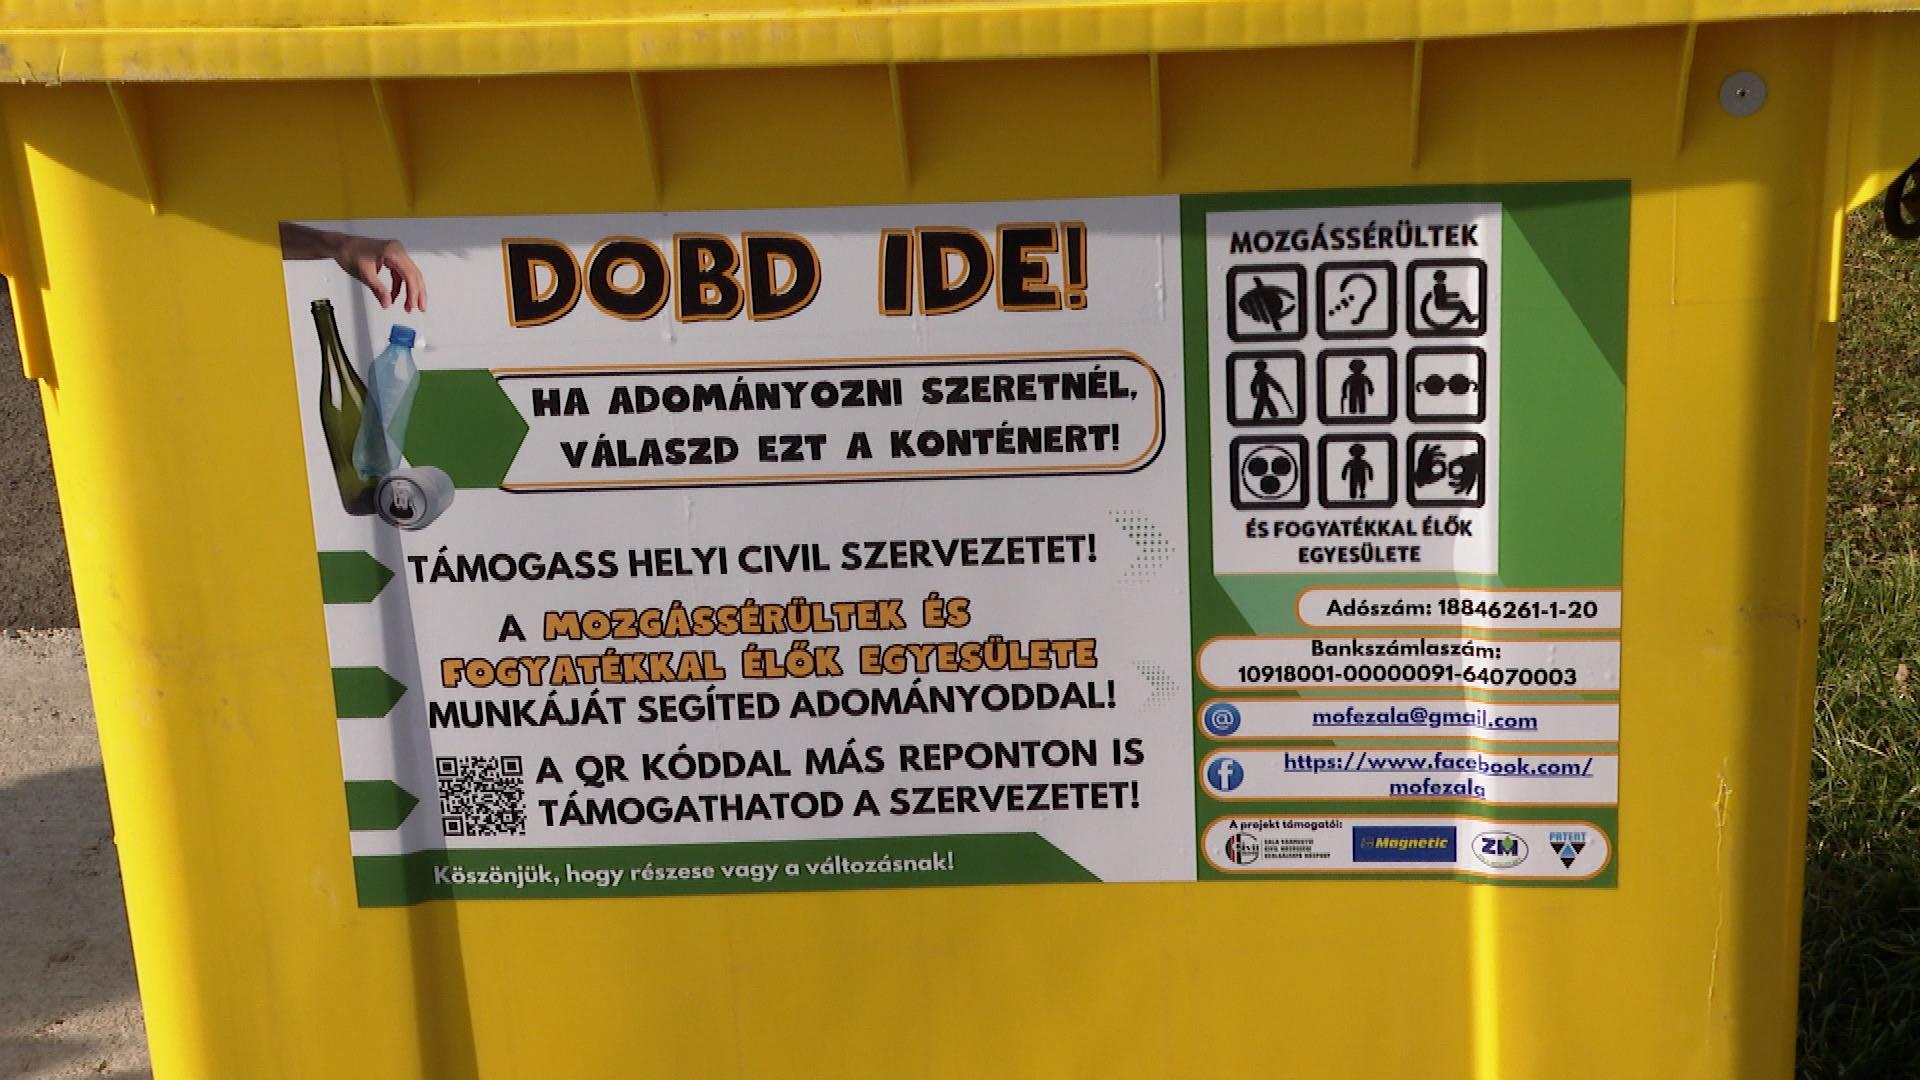 DOBD IDE!
HA ADOMÁNYOZNI SZERETNÉL,
VÁLASZD EZT A KONTÉNERT!
TÁMOGASS HELYI CIVIL SZERVEZETET!
A MOZGÁSSÉRÜLTEK ÉS
FOGYATÉKKAL ÉLŐK EGYESÜLETE
MUNKÁJÁT SEGÍTED ADOMÁNYODDAL!
A QR KÓDDAL MÁS REPONTON IS
TÁMOGATHATOD A SZERVEZETET!
Köszönjük, hogy részese vagy a változásnak!
MOZGÁSSÉRÜLTEK
ÉS FOGYATÉKKAL ÉLŐK
EGYESÜLETE
Adószám: 18846261-1-20
Bankszámlaszám:
10918001-00000091-64070003
mofezala@gmail.com
https://www.facebook.com/
mofezala
A projekt támogatói:
Civil
Magnetic
ZM
PATENT